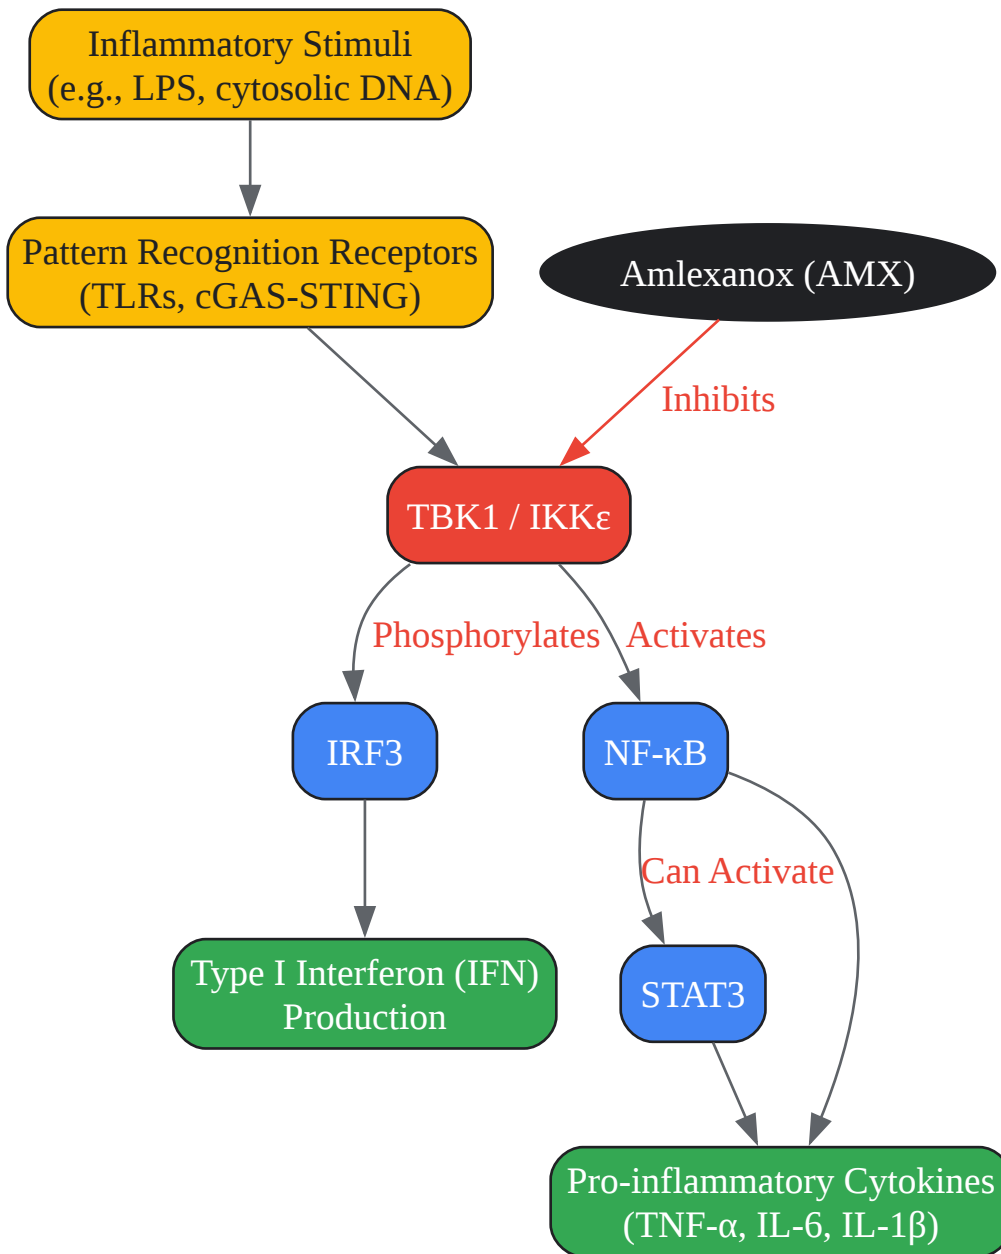 Inflammatory Stimuli
(e.g., LPS, cytosolic DNA)
Pattern Recognition Receptors
(TLRs, cGAS-STING)
Amlexanox (AMX)
Inhibits
TBK1 / IKKε
Phosphorylates
Activates
IRF3
NF-κB
Can Activate
Type I Interferon (IFN)
Production
STAT3
Pro-inflammatory Cytokines
(TNF-α, IL-6, IL-1β)